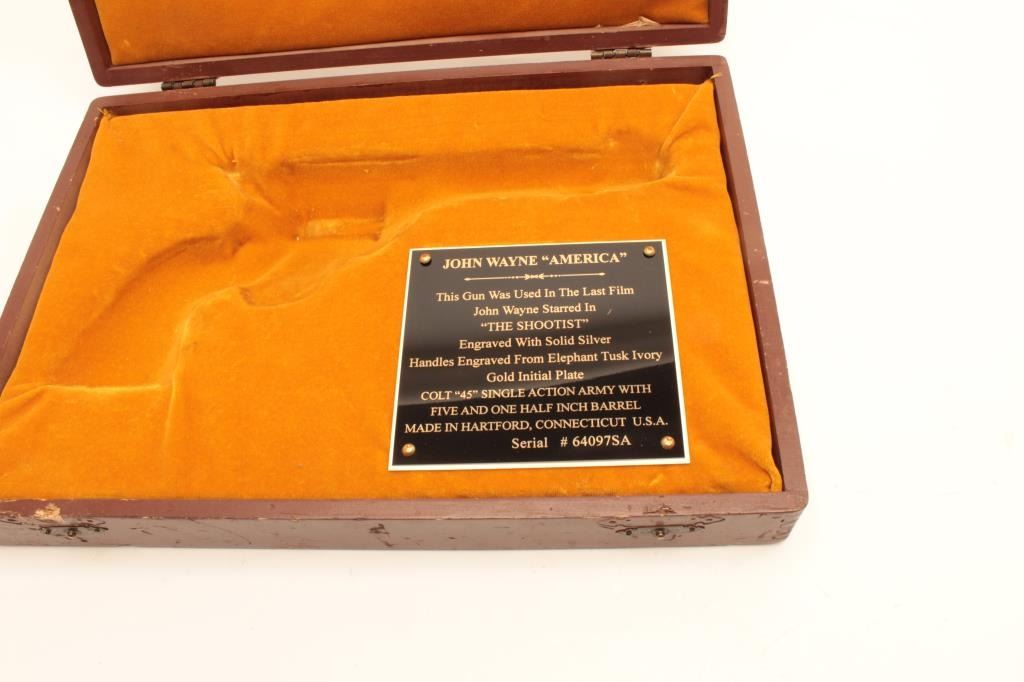 JOHN WAYNE “AMERICA”
This Gun Was Used In The Last Film
John Wayne Starred In
“THE SHOOTIST”
Engraved With Solid Silver
Handles Engraved From Elephant Tusk Ivory
Gold Initial Plate
COLT “45” SINGLE ACTION ARMY WITH
FIVE AND ONE HALF INCH BARREL
MADE IN HARTFORD, CONNECTICUT U.S.A.
Serial # 64097SA